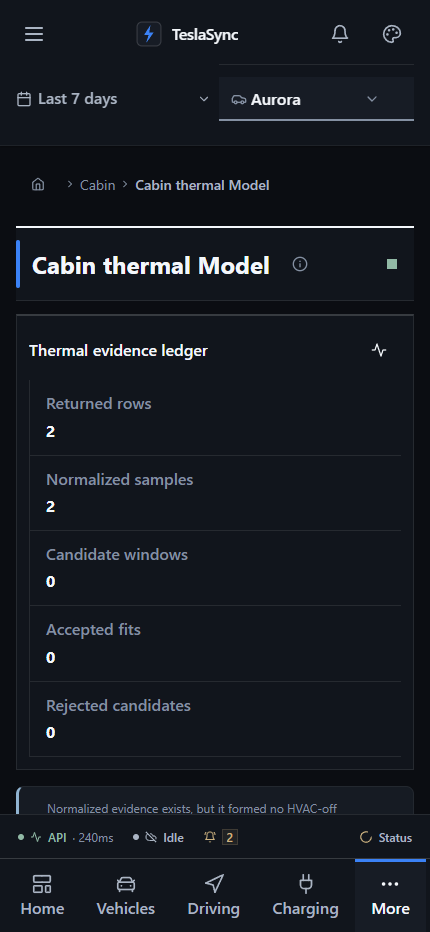 TeslaSync
Last 7 days
Aurora
Cabin
Cabin thermal Model
Cabin thermal Model
Thermal evidence ledger
Returned rows
2
Normalized samples
2
Candidate windows
0
Accepted fits
0
Rejected candidates
0
Normalized evidence exists, but it formed no HVAC-off
API · 240ms
Idle
2
Status
Home
Vehicles
Driving
Charging
More